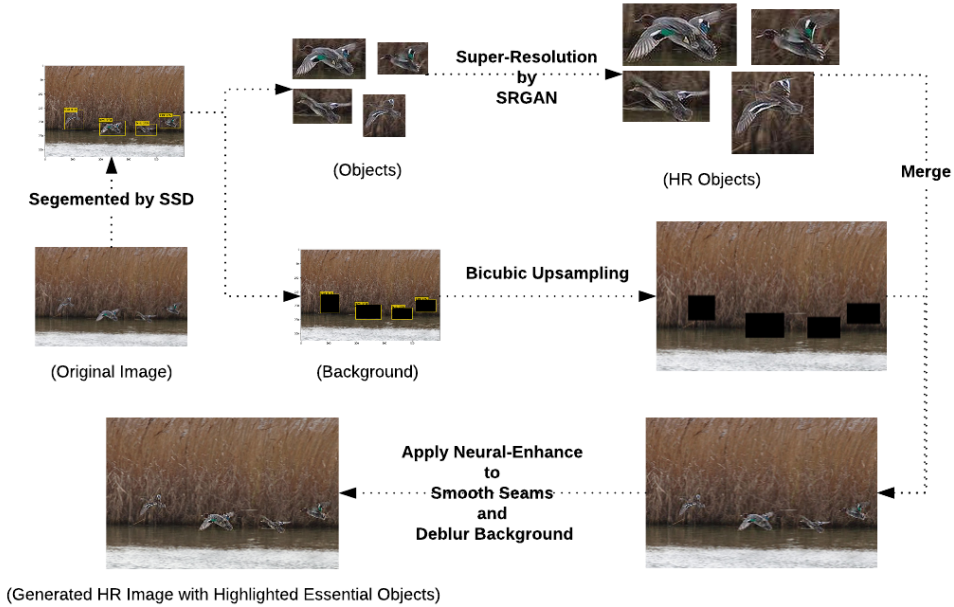 Super-Resolution
by
SRGAN
(Objects)
(HR Objects)
Merge
Segemented by SSD
Bicubic Upsampling
(Original Image)
(Background)
Apply Neural-Enhance
to
Smooth Seams
and
Deblur Background
(Generated HR Image with Highlighted Essential Objects)